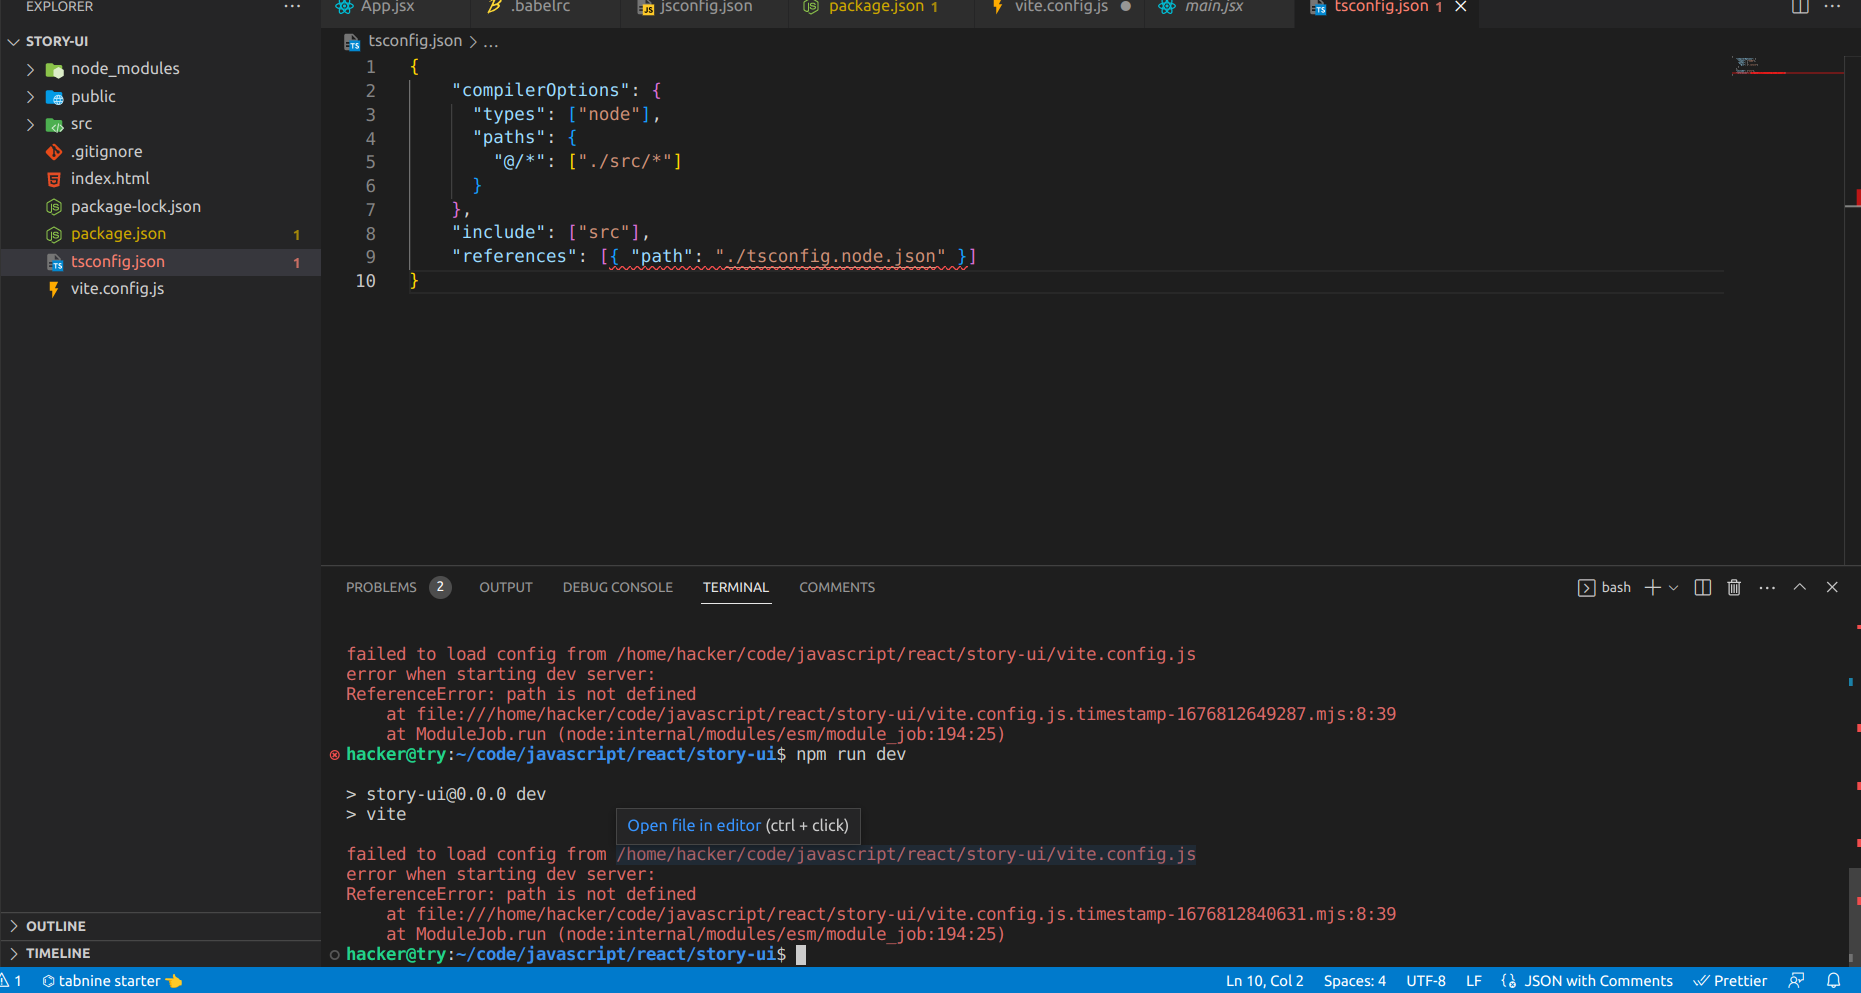 EXPLORER ...
App.jsx .babelrc jsconfig.json package.json 1 vite.config.js ● main.jsx tsconfig.json 1
STORY-UI
node_modules
public
src
.gitignore
index.html
package-lock.json
package.json 1
tsconfig.json 1
vite.config.js
OUTLINE
TIMELINE
tsconfig.json > ...
1 {
2 "compilerOptions": {
3 "types": ["node"],
4 "paths": {
5 "@/*": ["./src/*"]
6 }
7 },
8 "include": ["src"],
9 "references": [{ "path": "./tsconfig.node.json" }]
10 }
PROBLEMS 2 OUTPUT DEBUG CONSOLE TERMINAL COMMENTS bash
failed to load config from /home/hacker/code/javascript/react/story-ui/vite.config.js
error when starting dev server:
ReferenceError: path is not defined
at file:///home/hacker/code/javascript/react/story-ui/vite.config.js.timestamp-1676812649287.mjs:8:39
at ModuleJob.run (node:internal/modules/esm/module_job:194:25)
hacker@try:~/code/javascript/react/story-ui$ npm run dev
> story-ui@0.0.0 dev
> vite
Open file in editor (ctrl + click)
failed to load config from /home/hacker/code/javascript/react/story-ui/vite.config.js
error when starting dev server:
ReferenceError: path is not defined
at file:///home/hacker/code/javascript/react/story-ui/vite.config.js.timestamp-1676812840631.mjs:8:39
at ModuleJob.run (node:internal/modules/esm/module_job:194:25)
hacker@try:~/code/javascript/react/story-ui$
1 tabnine starter 👈 Ln 10, Col 2 Spaces: 4 UTF-8 LF JSON with Comments Prettier